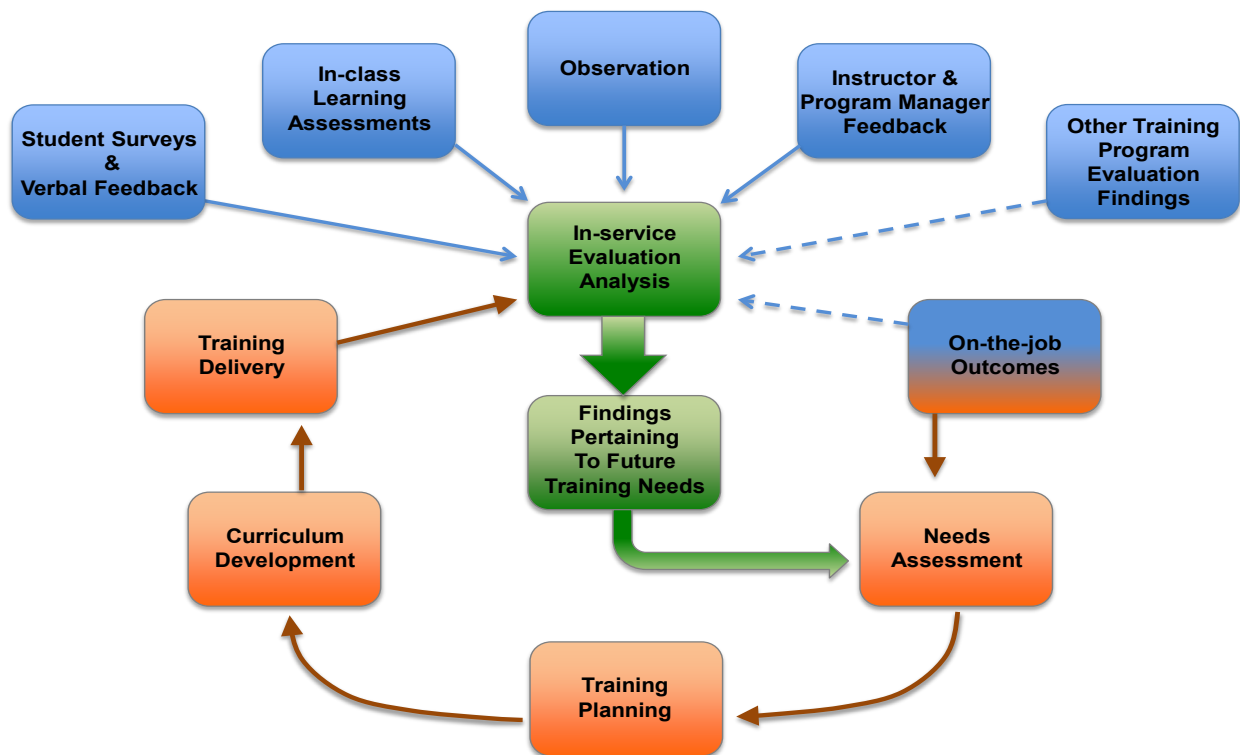 Student Surveys
&
Verbal Feedback
In-class
Learning
Assessments
Observation
Instructor &
Program Manager
Feedback
Other Training
Program
Evaluation
Findings
In-service
Evaluation
Analysis
Training
Delivery
On-the-job
Outcomes
Findings
Pertaining
To Future
Training Needs
Curriculum
Development
Needs
Assessment
Training
Planning